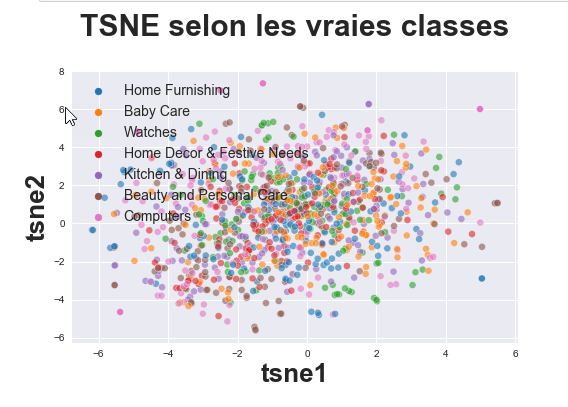 TSNE selon les vraies classes
8
6
4
2
0
−2
−4
−6
tsne2
Home Furnishing
Baby Care
Watches
Home Decor & Festive Needs
Kitchen & Dining
Beauty and Personal Care
Computers
−6 −4 −2 0 2 4 6
tsne1